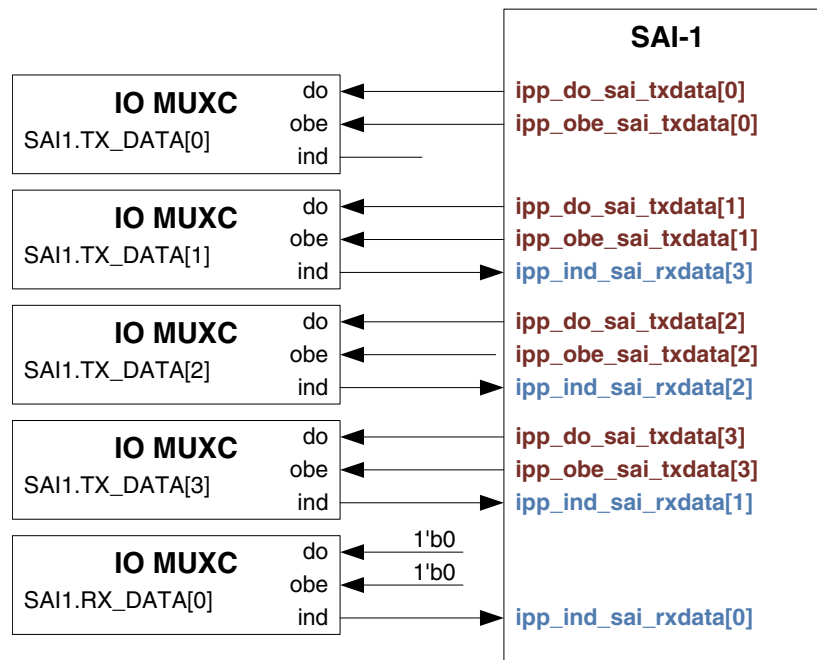 SAI-1
IO MUXC
SAI1.TX_DATA[0]
do
obe
ind
ipp_do_sai_txdata[0]
ipp_obe_sai_txdata[0]
IO MUXC
SAI1.TX_DATA[1]
do
obe
ind
ipp_do_sai_txdata[1]
ipp_obe_sai_txdata[1]
ipp_ind_sai_rxdata[3]
IO MUXC
SAI1.TX_DATA[2]
do
obe
ind
ipp_do_sai_txdata[2]
ipp_obe_sai_txdata[2]
ipp_ind_sai_rxdata[2]
IO MUXC
SAI1.TX_DATA[3]
do
obe
ind
ipp_do_sai_txdata[3]
ipp_obe_sai_txdata[3]
ipp_ind_sai_rxdata[1]
IO MUXC
SAI1.RX_DATA[0]
do
obe
ind
1'b0
1'b0
ipp_ind_sai_rxdata[0]